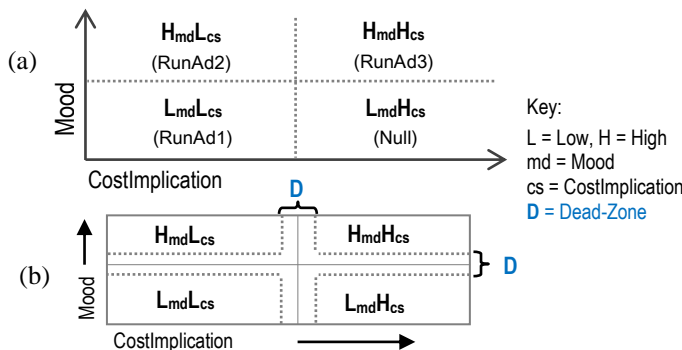 (a)
Mood
HmdLcs
(RunAd2)
HmdHcs
(RunAd3)
LmdLcs
(RunAd1)
LmdHcs
(Null)
CostImplication
Key:
L = Low, H = High
md = Mood
cs = CostImplication
D = Dead-Zone
(b)
Mood
D
HmdLcs
HmdHcs
D
LmdLcs
LmdHcs
CostImplication